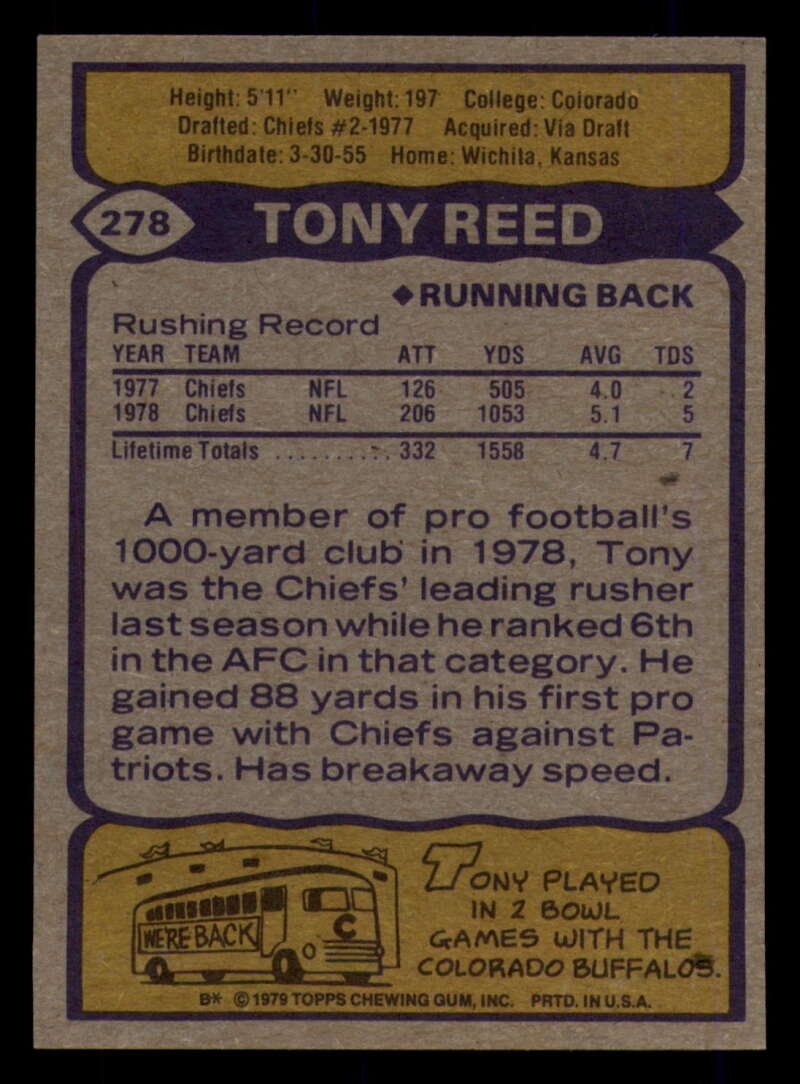 Height: 5'11" Weight: 197 College: Colorado
Drafted: Chiefs #2-1977 Acquired: Via Draft
Birthdate: 3-30-55 Home: Wichita, Kansas
278 TONY REED
◆RUNNING BACK
Rushing Record
YEAR TEAM ATT YDS AVG TDS
1977 Chiefs NFL 126 505 4.0 2
1978 Chiefs NFL 206 1053 5.1 5
Lifetime Totals .......... 332 1558 4.7 7
A member of pro football's
1000-yard club in 1978, Tony
was the Chiefs' leading rusher
last season while he ranked 6th
in the AFC in that category. He
gained 88 yards in his first pro
game with Chiefs against Pa-
triots. Has breakaway speed.
WE'RE BACK
C
TONY PLAYED
IN 2 BOWL
GAMES WITH THE
COLORADO BUFFALOS.
B* © 1979 TOPPS CHEWING GUM, INC. PRTD. IN U.S.A.